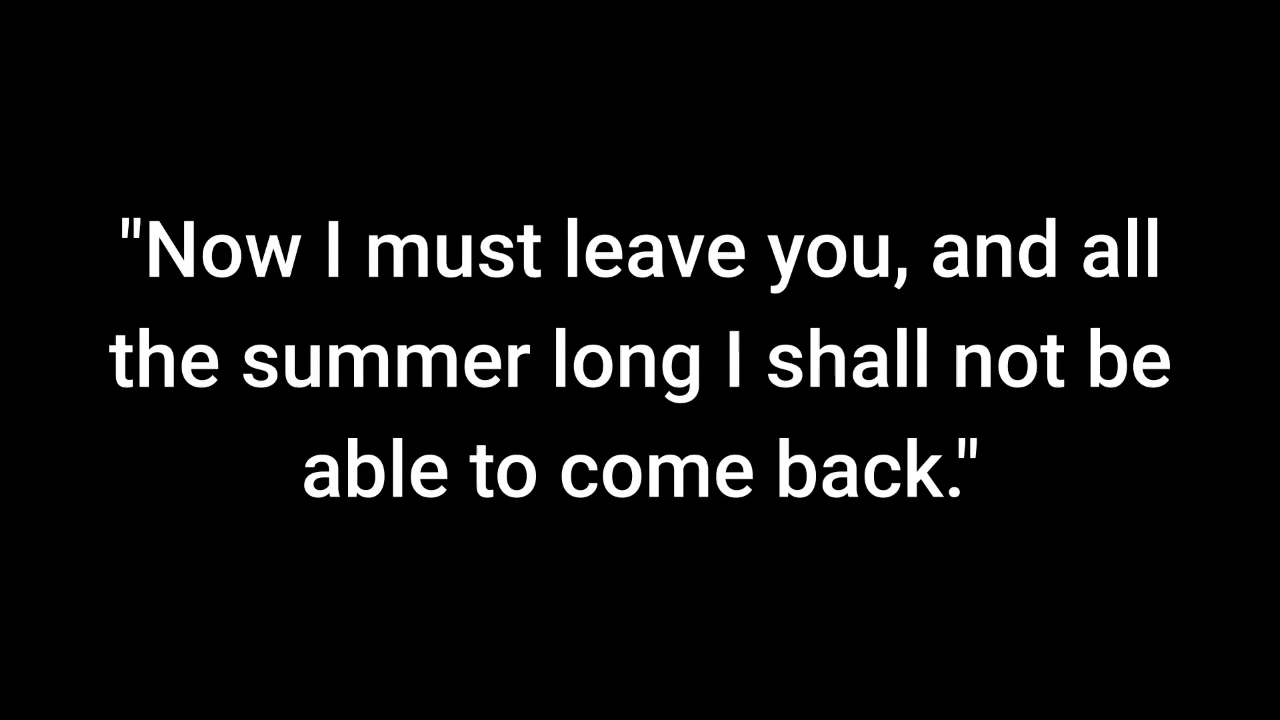 "Now I must leave you, and all
the summer long I shall not be
able to come back."